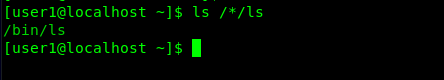 [user1@localhost ~]$ ls /*/ls
/bin/ls
[user1@localhost ~]$